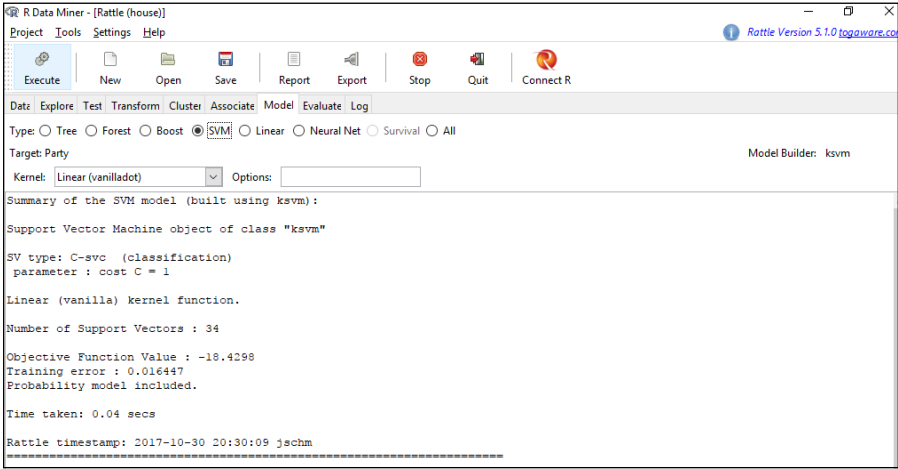 R Data Miner - [Rattle (house)]
Project Tools Settings Help
Rattle Version 5.1.0 togaware.co
Execute New Open Save Report Export Stop Quit Connect R
Data Explore Test Transform Cluster Associate Model Evaluate Log
Type: Tree Forest Boost SVM Linear Neural Net Survival All
Target: Party Model Builder: ksvm
Kernel: Linear (vanilladot) Options:
Summary of the SVM model (built using ksvm):
Support Vector Machine object of class "ksvm"
SV type: C-svc (classification)
parameter : cost C = 1
Linear (vanilla) kernel function.
Number of Support Vectors : 34
Objective Function Value : -18.4298
Training error : 0.016447
Probability model included.
Time taken: 0.04 secs
Rattle timestamp: 2017-10-30 20:30:09 jschm
======================================================================